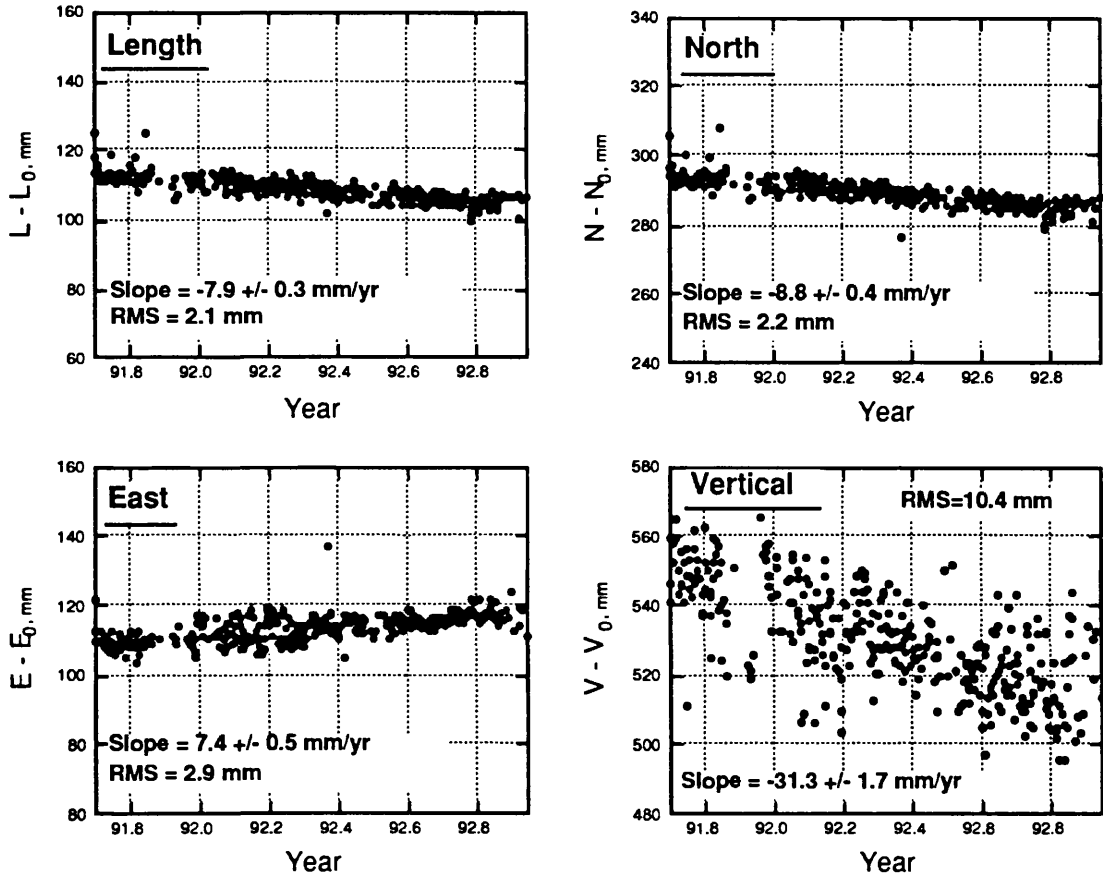 Length
L - L0, mm
160
140
120
100
80
60
Slope = -7.9 +/- 0.3 mm/yr
RMS = 2.1 mm
91.8 92.0 92.2 92.4 92.6 92.8
Year
North
N - N0, mm
340
320
300
280
260
240
Slope = -8.8 +/- 0.4 mm/yr
RMS = 2.2 mm
91.8 92.0 92.2 92.4 92.6 92.8
Year
East
E - E0, mm
160
140
120
100
80
60
Slope = 7.4 +/- 0.5 mm/yr
RMS = 2.9 mm
91.8 92.0 92.2 92.4 92.6 92.8
Year
Vertical
RMS=10.4 mm
V - V0, mm
580
560
540
520
500
480
Slope = -31.3 +/- 1.7 mm/yr
91.8 92.0 92.2 92.4 92.6 92.8
Year